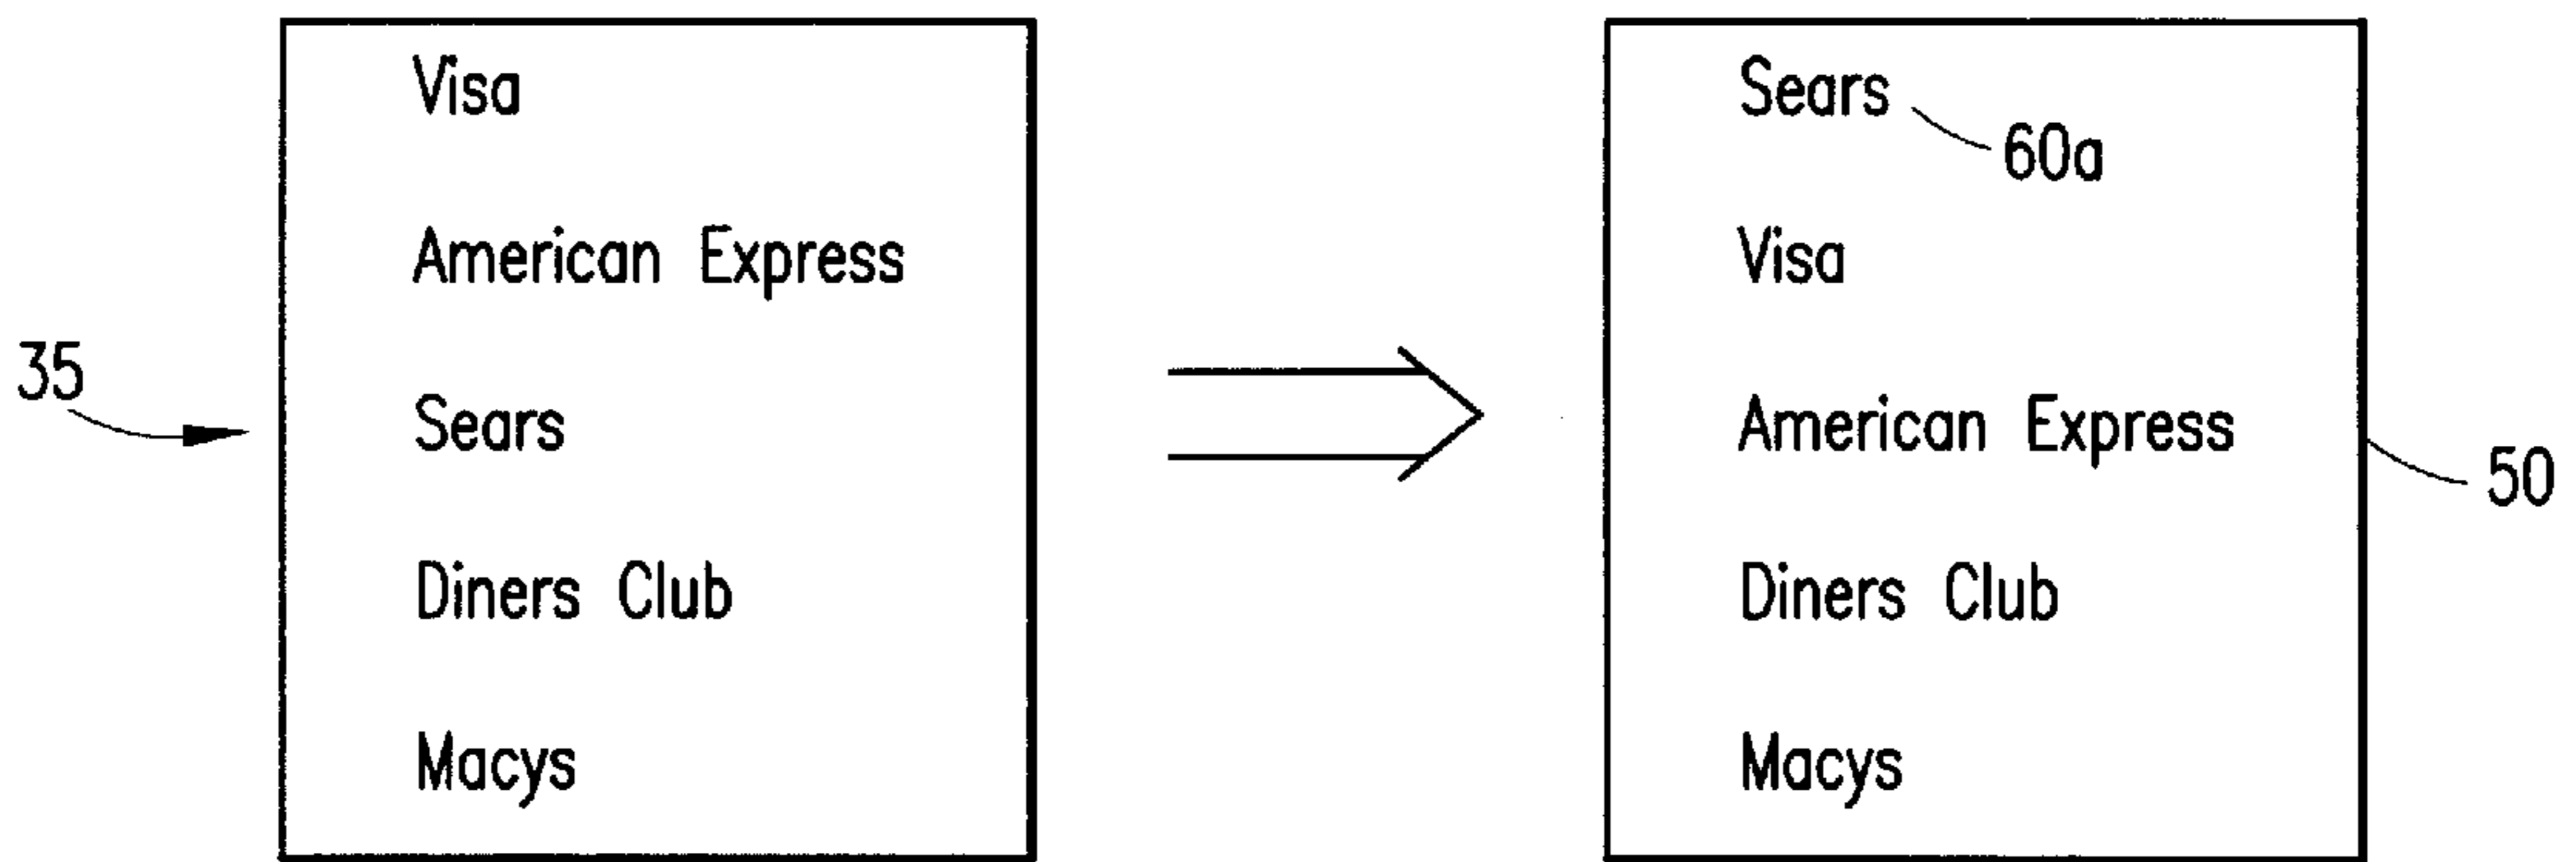 35
Visa
American Express
Sears
Diners Club
Macys
Sears
60a
Visa
American Express
Diners Club
Macys
50